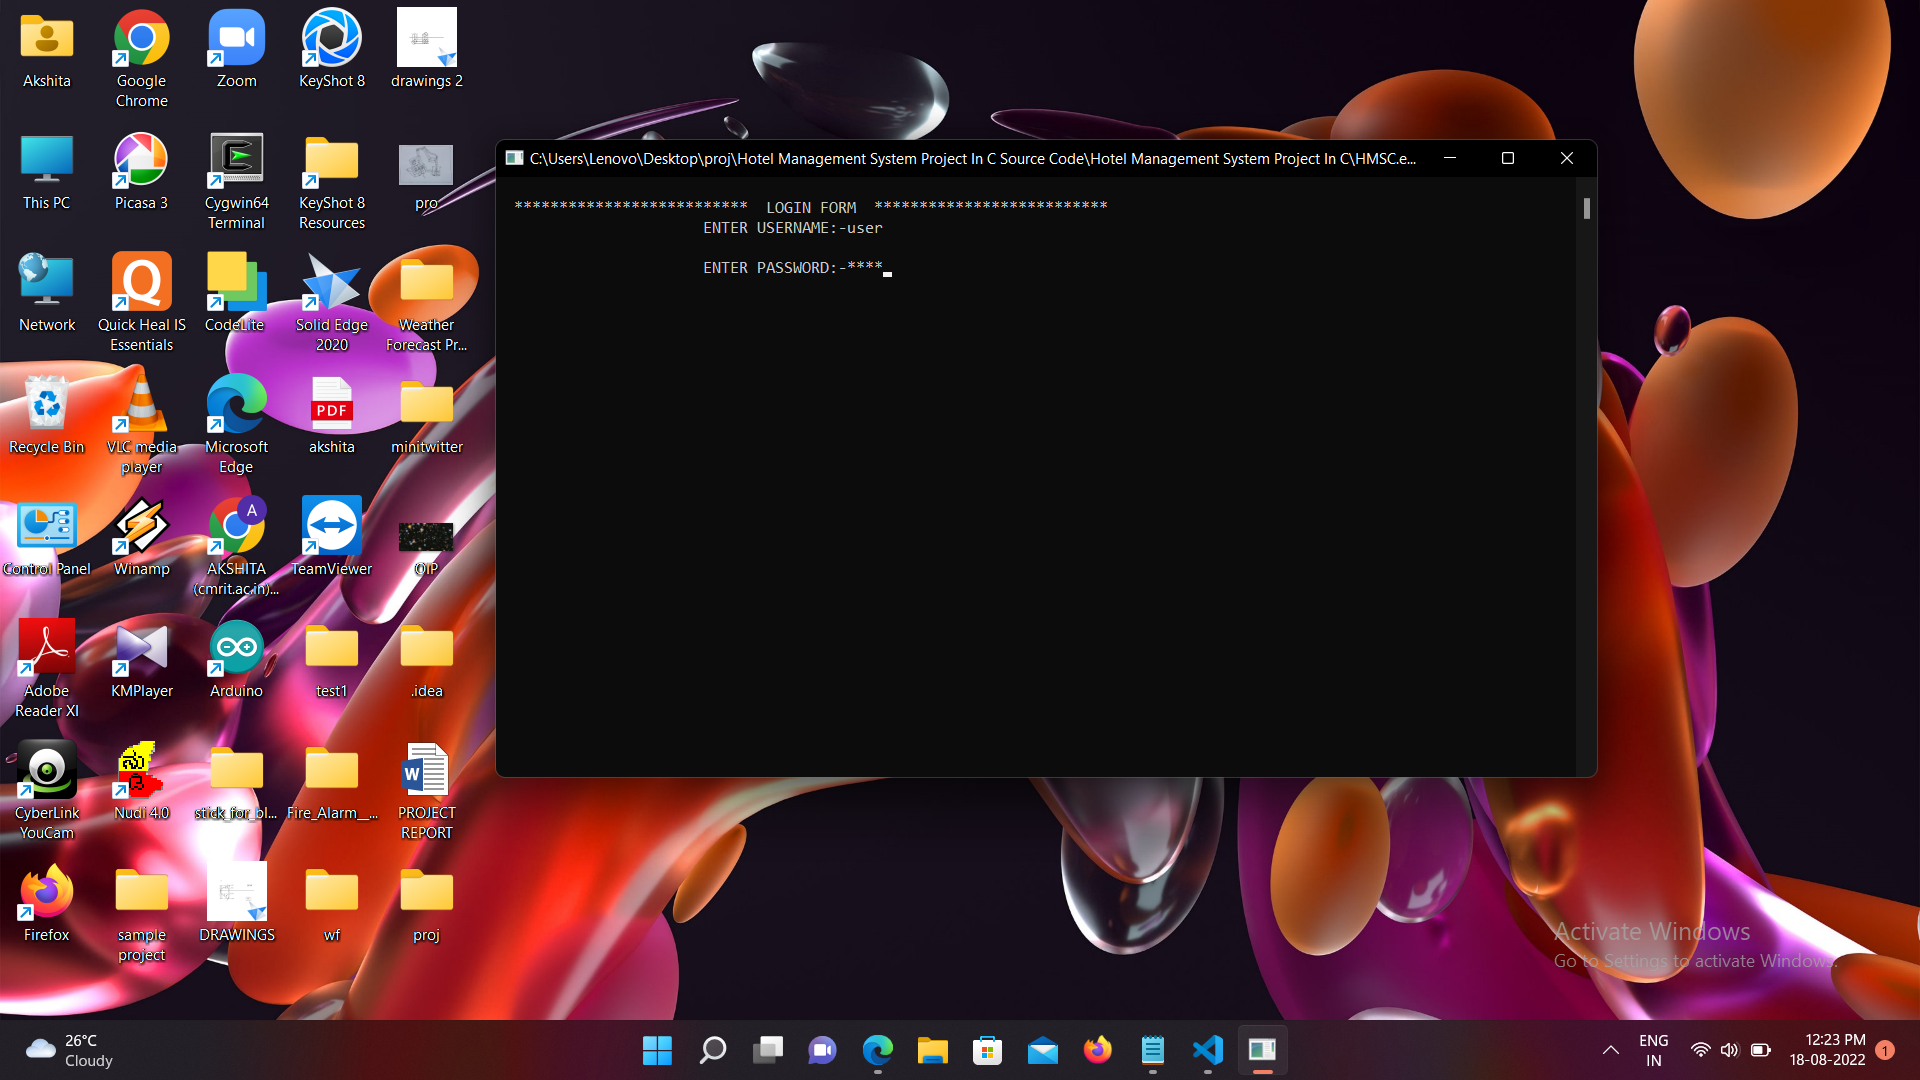 Akshita
Google
Chrome
Zoom
KeyShot 8
drawings 2
This PC
Picasa 3
Cygwin64
Terminal
KeyShot 8
Resources
pro
Network
Quick Heal IS
Essentials
CodeLite
Solid Edge
2020
Weather
Forecast Pr...
Recycle Bin
VLC media
player
Microsoft
Edge
PDF
akshita
minitwitter
Control Panel
Winamp
A
AKSHITA
(cmrit.ac.in)...
TeamViewer
OIP
Adobe
Reader XI
KMPlayer
Arduino
test1
.idea
CyberLink
YouCam
Nudi 4.0
stick_for_bl...
Fire_Alarm__...
W
PROJECT
REPORT
Firefox
sample
project
DRAWINGS
wf
proj
C:\Users\Lenovo\Desktop\proj\Hotel Management System Project In C Source Code\Hotel Management System Project In C\HMSC.e...
************************** LOGIN FORM **************************
ENTER USERNAME:-user
ENTER PASSWORD:-****
Activate Windows
Go to Settings to activate Windows.
26°C
Cloudy
ENG
IN
12:23 PM
18-08-2022
1